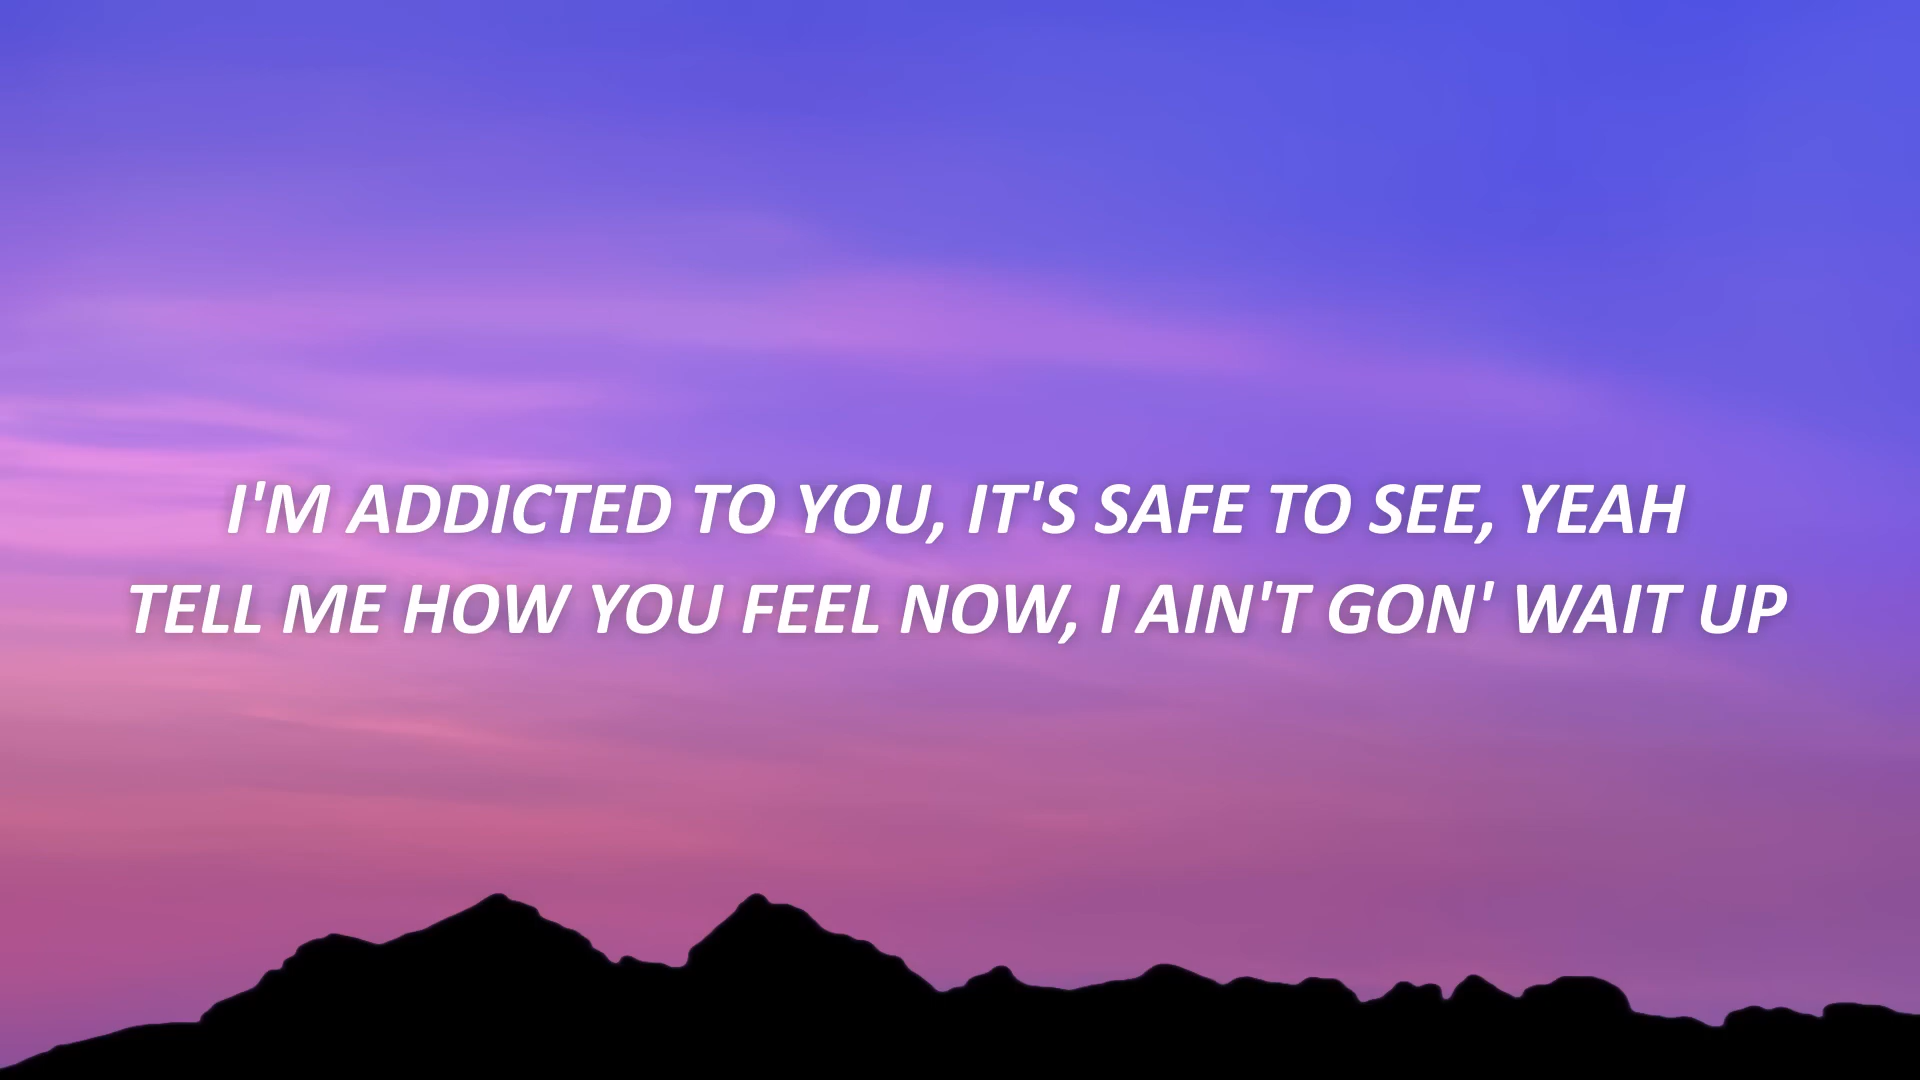 I'M ADDICTED TO YOU, IT'S SAFE TO SEE, YEAH
TELL ME HOW YOU FEEL NOW, I AIN'T GON' WAIT UP